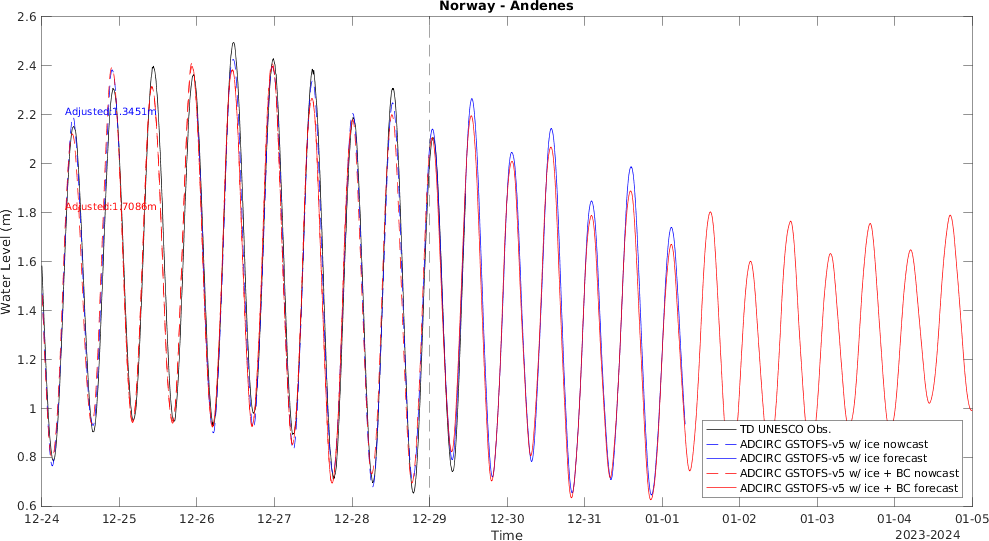 Norway - Andenes
2.6
2.4
2.2
2
1.8
1.6
1.4
1.2
1
0.8
0.6
Water Level (m)
Adjusted:1.3451m
Adjusted:1.7086m
TD UNESCO Obs.
ADCIRC GSTOFS-v5 w/ ice nowcast
ADCIRC GSTOFS-v5 w/ ice forecast
ADCIRC GSTOFS-v5 w/ ice + BC nowcast
ADCIRC GSTOFS-v5 w/ ice + BC forecast
12-24 12-25 12-26 12-27 12-28 12-29 12-30 12-31 01-01 01-02 01-03 01-04 01-05
Time
2023-2024